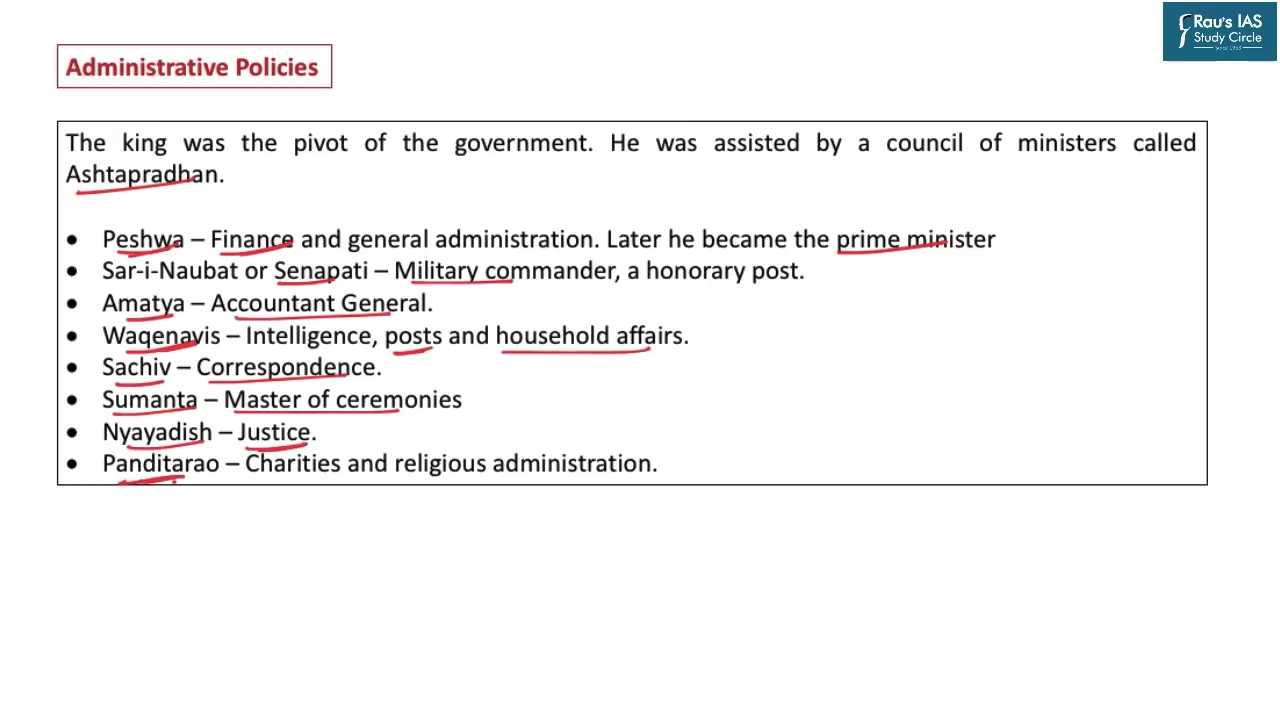 Rau's IAS
Study Circle
Since 1953
Administrative Policies
The king was the pivot of the government. He was assisted by a council of ministers called
Ashtapradhan.
• Peshwa – Finance and general administration. Later he became the prime minister
• Sar-i-Naubat or Senapati – Military commander, a honorary post.
• Amatya – Accountant General.
• Waqenavis – Intelligence, posts and household affairs.
• Sachiv – Correspondence.
• Sumanta – Master of ceremonies
• Nyayadish – Justice.
• Panditarao – Charities and religious administration.